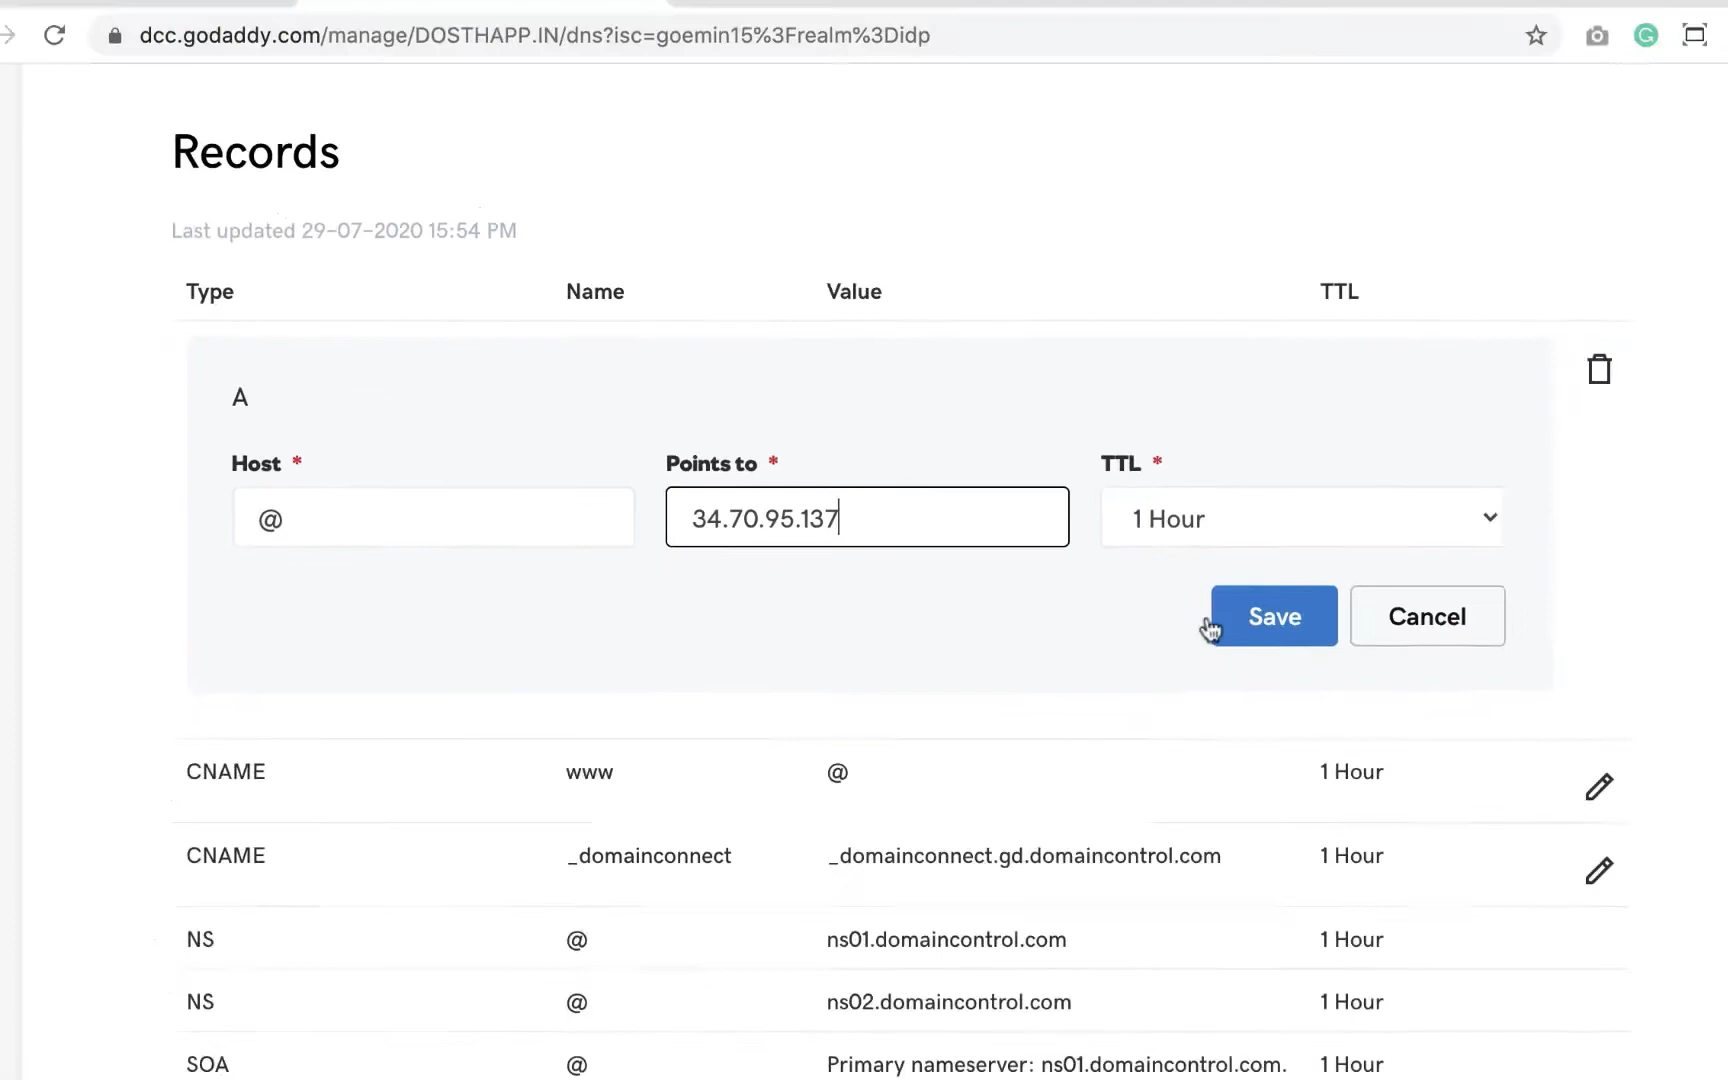 dcc.godaddy.com/manage/DOSTHAPP.IN/dns?isc=goemin15%3Frealm%3Didp
G
Records
Last updated 29-07-2020 15:54 PM
Type Name Value TTL
A
Host * Points to * TTL *
@ 34.70.95.137 1 Hour
Save Cancel
CNAME www @ 1 Hour
CNAME _domainconnect _domainconnect.gd.domaincontrol.com 1 Hour
NS @ ns01.domaincontrol.com 1 Hour
NS @ ns02.domaincontrol.com 1 Hour
SOA @ Primary nameserver: ns01.domaincontrol.com. 1 Hour